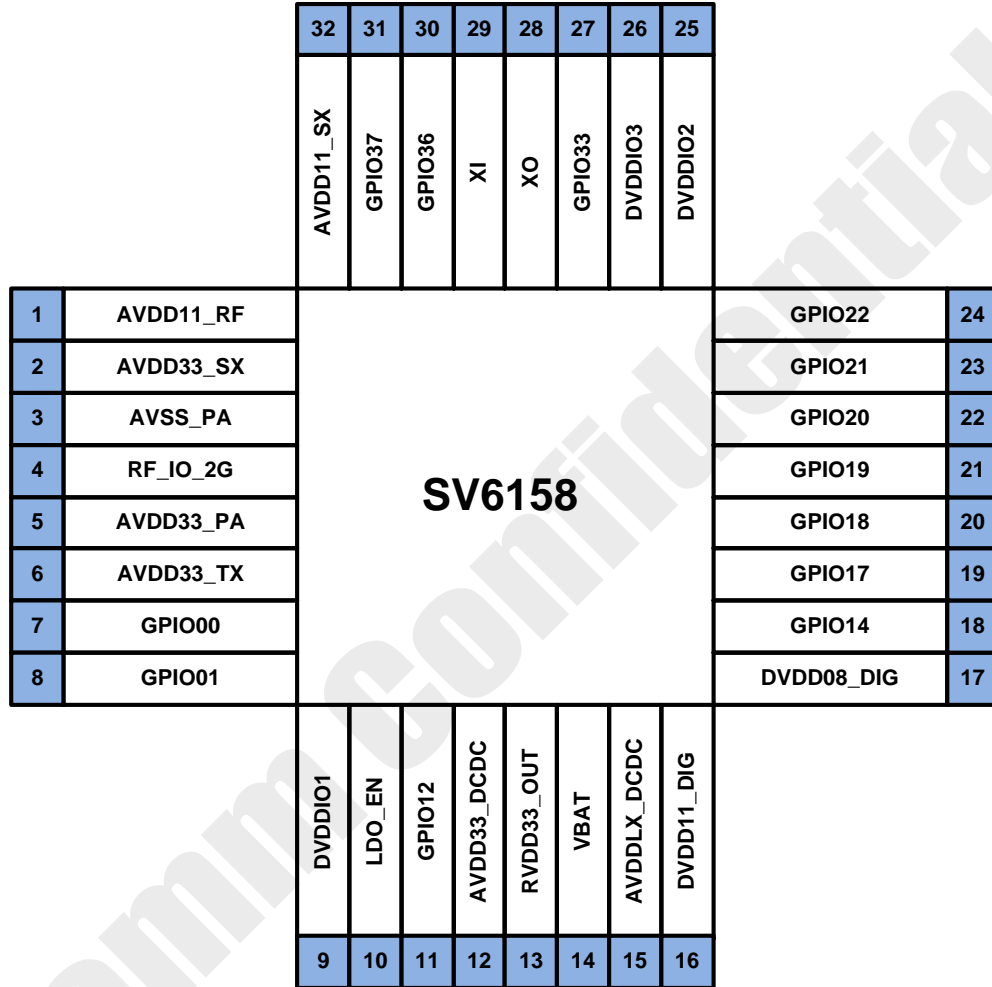 32 31 30 29 28 27 26 25
AVDD11_SX
GPIO37
GPIO36
XI
XO
GPIO33
DVDDIO3
DVDDIO2
1 AVDD11_RF
2 AVDD33_SX
3 AVSS_PA
4 RF_IO_2G
5 AVDD33_PA
6 AVDD33_TX
7 GPIO00
8 GPIO01
SV6158
GPIO22 24
GPIO21 23
GPIO20 22
GPIO19 21
GPIO18 20
GPIO17 19
GPIO14 18
DVDD08_DIG 17
DVDDIO1
LDO_EN
GPIO12
AVDD33_DCDC
RVDD33_OUT
VBAT
AVDDLX_DCDC
DVDD11_DIG
9 10 11 12 13 14 15 16
Confidential